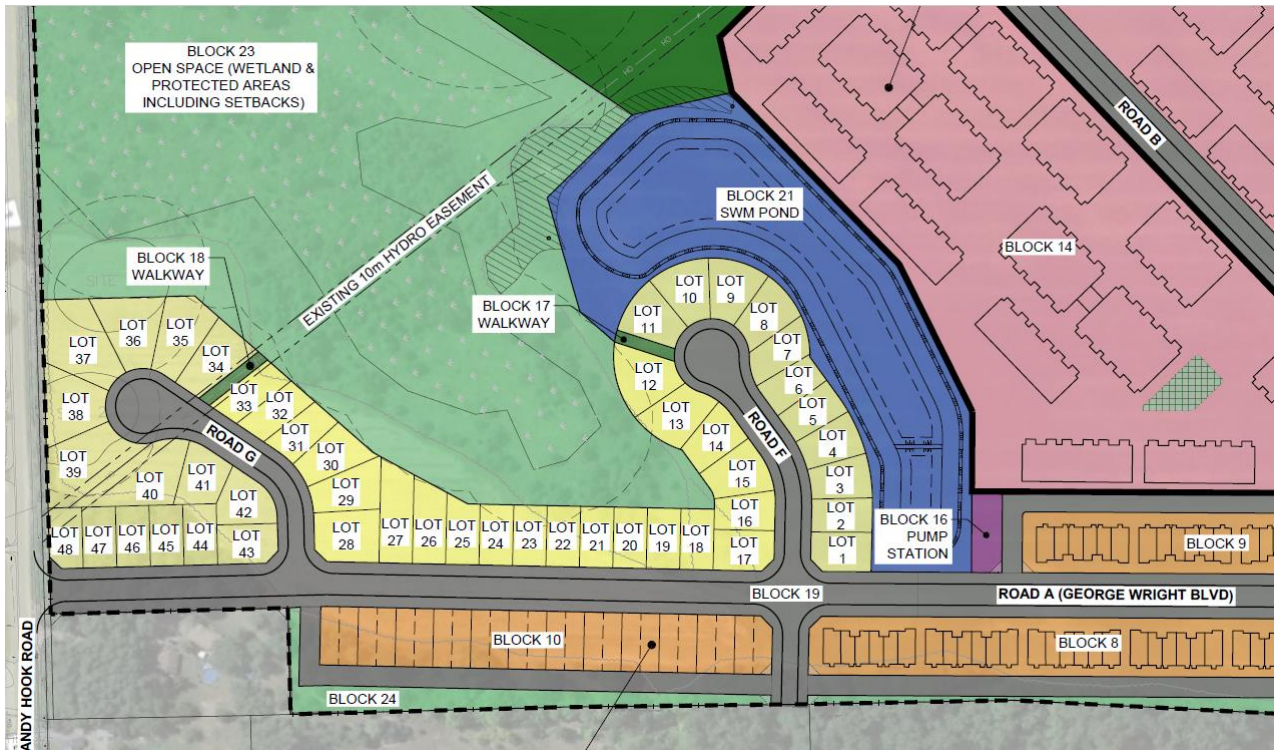 BLOCK 23
OPEN SPACE (WETLAND &
PROTECTED AREAS
INCLUDING SETBACKS)
HO
HO
ROAD B
EXISTING 10m HYDRO EASEMENT
BLOCK 21
SWM POND
BLOCK 14
BLOCK 18
WALKWAY
BLOCK 17
WALKWAY
LOT
10
LOT
9
LOT
8
LOT
11
LOT
7
LOT
12
LOT
6
LOT
13
LOT
5
LOT
14
LOT
4
LOT
15
LOT
3
LOT
16
LOT
2
LOT
17
LOT
1
ROAD F
LOT
36
LOT
35
LOT
37
LOT
34
LOT
38
LOT
33
LOT
32
LOT
31
LOT
30
LOT
39
LOT
40
LOT
41
LOT
42
LOT
29
ROAD G
LOT
48
LOT
47
LOT
46
LOT
45
LOT
44
LOT
43
LOT
28
LOT
27
LOT
26
LOT
25
LOT
24
LOT
23
LOT
22
LOT
21
LOT
20
LOT
19
LOT
18
BLOCK 16
PUMP
STATION
BLOCK 9
BLOCK 19
ROAD A (GEORGE WRIGHT BLVD)
BLOCK 10
BLOCK 8
BLOCK 24
ANDY HOOK ROAD